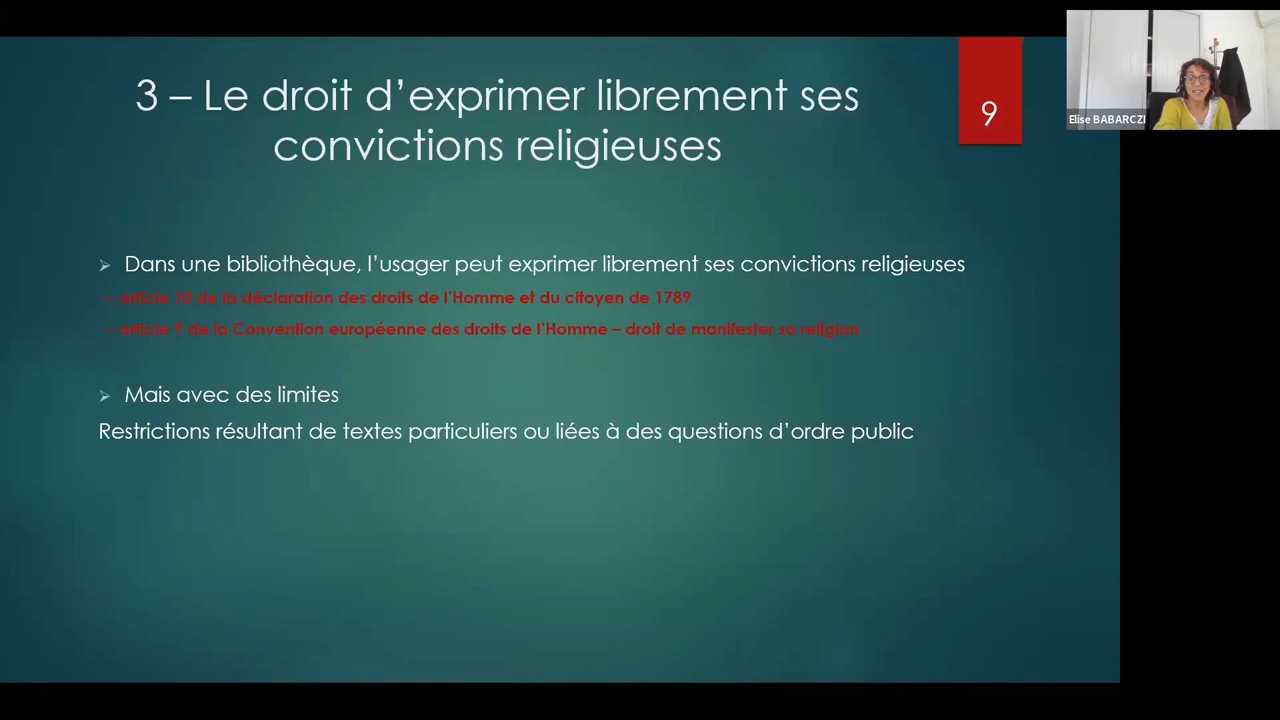 3 – Le droit d'exprimer librement ses
convictions religieuses
9
Elise BABARCZI
Dans une bibliothèque, l'usager peut exprimer librement ses convictions religieuses
article 10 de la déclaration des droits de l'Homme et du citoyen de 1789
article 9 de la Convention européenne des droits de l'Homme – droit de manifester sa religion
Mais avec des limites
Restrictions résultant de textes particuliers ou liées à des questions d'ordre public